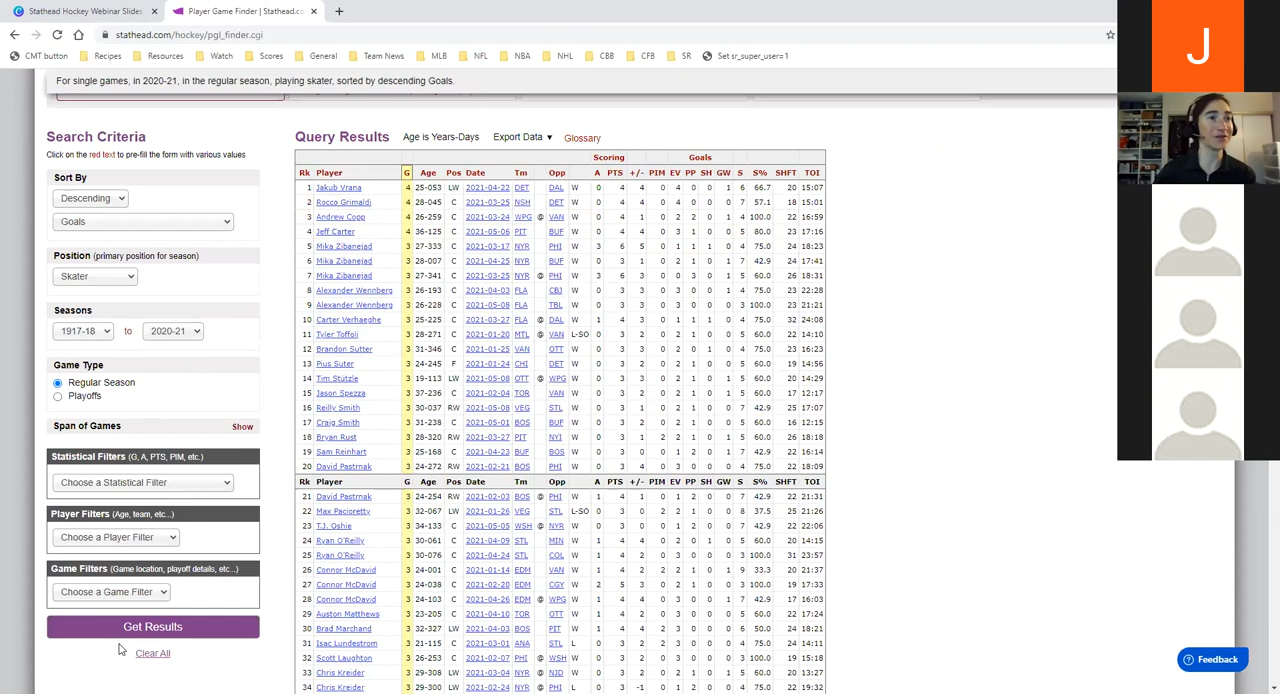 Stathead Hockey Webinar Slides × Player Game Finder | Stathead.co × +
stathead.com/hockey/pgl_finder.cgi
CMT button Recipes Resources Watch Scores General Team News MLB NFL NBA NHL CBB CFB SR Set sr_super_user=1
For single games, in 2020-21, in the regular season, playing skater, sorted by descending Goals.
J
Search Criteria
Click on the red text to pre-fill the form with various values
Sort By
Descending
Goals
Position (primary position for season)
Skater
Seasons
1917-18 to 2020-21
Game Type
Regular Season
Playoffs
Span of Games Show
Statistical Filters (G, A, PTS, PIM, etc.)
Choose a Statistical Filter
Player Filters (Age, team, etc...)
Choose a Player Filter
Game Filters (Game location, playoff details, etc...)
Choose a Game Filter
Get Results
Clear All
Query Results Age is Years-Days Export Data ▼ Glossary
Scoring Goals
Rk Player G Age Pos Date Tm Opp A PTS +/- PIM EV PP SH GW S S% SHFT TOI
1 Jakub Vrana 4 25-053 LW 2021-04-22 DET DAL W 0 4 4 0 4 0 0 1 6 66.7 20 15:07
2 Rocco Grimaldi 4 28-045 C 2021-03-25 NSH DET W 0 4 4 0 4 0 0 1 7 57.1 18 15:01
3 Andrew Copp 4 26-259 C 2021-03-24 WPG @ VAN W 0 4 1 0 2 2 0 1 4 100.0 22 16:59
4 Jeff Carter 4 36-125 C 2021-05-06 PIT BUF W 0 4 4 0 3 1 0 1 5 80.0 23 17:16
5 Mika Zibanejad 3 27-333 C 2021-03-17 NYR PHI W 3 6 5 0 1 1 1 0 4 75.0 24 18:23
6 Mika Zibanejad 3 28-007 C 2021-04-25 NYR BUF W 0 3 3 0 2 1 0 1 7 42.9 24 17:41
7 Mika Zibanejad 3 27-341 C 2021-03-25 NYR @ PHI W 3 6 3 0 0 3 0 2 5 60.0 26 18:31
8 Alexander Wennberg 3 26-193 C 2021-04-03 FLA CBJ W 0 3 3 0 3 0 0 1 4 75.0 23 22:28
9 Alexander Wennberg 3 26-228 C 2021-05-08 FLA TBL W 0 3 3 0 3 0 0 0 3 100.0 23 21:21
10 Carter Verhaeghe 3 25-225 C 2021-03-27 FLA @ DAL W 1 4 3 0 3 0 0 0 4 75.0 32 24:08
11 Tyler Toffoli 3 28-271 C 2021-01-20 MTL @ VAN L-SO 0 3 2 0 1 0 2 0 5 60.0 22 14:10
12 Brandon Sutter 3 31-346 C 2021-01-25 VAN OTT W 0 3 3 0 2 0 1 0 4 75.0 22 16:23
13 Pius Suter 3 24-245 F 2021-01-24 CHI DET W 0 3 2 0 3 0 0 1 5 60.0 19 14:56
14 Tim Stützle 3 19-113 LW 2021-05-08 OTT @ WPG W 0 3 3 0 2 1 0 1 5 60.0 20 14:29
15 Jason Spezza 3 37-236 C 2021-02-04 TOR VAN W 0 3 2 0 3 0 0 1 5 60.0 17 12:17
16 Reilly Smith 3 30-037 RW 2021-05-08 VEG STL W 0 3 1 0 2 1 0 0 7 42.9 25 17:07
17 Craig Smith 3 31-238 C 2021-05-01 BOS BUF W 0 3 2 0 2 1 0 0 5 60.0 16 12:15
18 Bryan Rust 3 28-320 RW 2021-03-27 PIT NYI W 0 3 1 2 2 1 0 1 5 60.0 26 18:18
19 Sam Reinhart 3 25-168 C 2021-04-23 BUF BOS W 0 3 2 0 1 2 0 1 7 42.9 22 16:14
20 David Pastrnak 3 24-272 RW 2021-02-21 BOS PHI W 0 3 4 0 3 0 0 0 4 75.0 22 18:09
Rk Player G Age Pos Date Tm Opp A PTS +/- PIM EV PP SH GW S S% SHFT TOI
21 David Pastrnak 3 24-254 RW 2021-02-03 BOS @ PHI W 1 4 1 0 1 2 0 0 7 42.9 22 21:31
22 Max Pacioretty 3 32-067 LW 2021-01-26 VEG STL L-SO 0 3 0 2 1 2 0 0 8 37.5 25 21:26
23 T.J. Oshie 3 34-133 C 2021-05-05 WSH @ NYR W 0 3 2 0 1 2 0 0 7 42.9 22 22:06
24 Ryan O'Reilly 3 30-061 C 2021-04-09 STL MIN W 1 4 4 0 2 1 0 0 5 60.0 20 14:15
25 Ryan O'Reilly 3 30-076 C 2021-04-24 STL COL W 1 4 2 0 3 0 0 0 3 100.0 31 23:57
26 Connor McDavid 3 24-001 C 2021-01-14 EDM VAN W 1 4 2 2 2 1 0 1 9 33.3 20 21:37
27 Connor McDavid 3 24-038 C 2021-02-20 EDM CGY W 2 5 3 0 2 1 0 0 3 100.0 19 17:33
28 Connor McDavid 3 24-103 C 2021-04-26 EDM @ WPG W 1 4 4 0 2 1 0 1 7 42.9 17 16:03
29 Auston Matthews 3 23-205 C 2021-04-10 TOR OTT W 1 4 2 0 2 1 0 0 5 60.0 22 17:24
30 Brad Marchand 3 32-327 LW 2021-04-03 BOS PIT W 1 4 4 2 3 0 0 1 6 50.0 24 18:21
31 Isac Lundestrom 3 21-115 C 2021-03-01 ANA STL L 0 3 2 2 3 0 0 0 4 75.0 24 14:11
32 Scott Laughton 3 26-253 C 2021-02-07 PHI @ WSH W 0 3 2 0 3 0 0 1 3 100.0 19 15:18
33 Chris Kreider 3 29-343 LW 2021-03-04 NYR @ NJD W 0 3 2 0 2 1 0 0 5 60.0 20 13:27
34 Chris Kreider 3 29-300 LW 2021-02-24 NYR PHI L 0 3 -1 0 2 1 0 0 4 75.0 27 19:32
Feedback